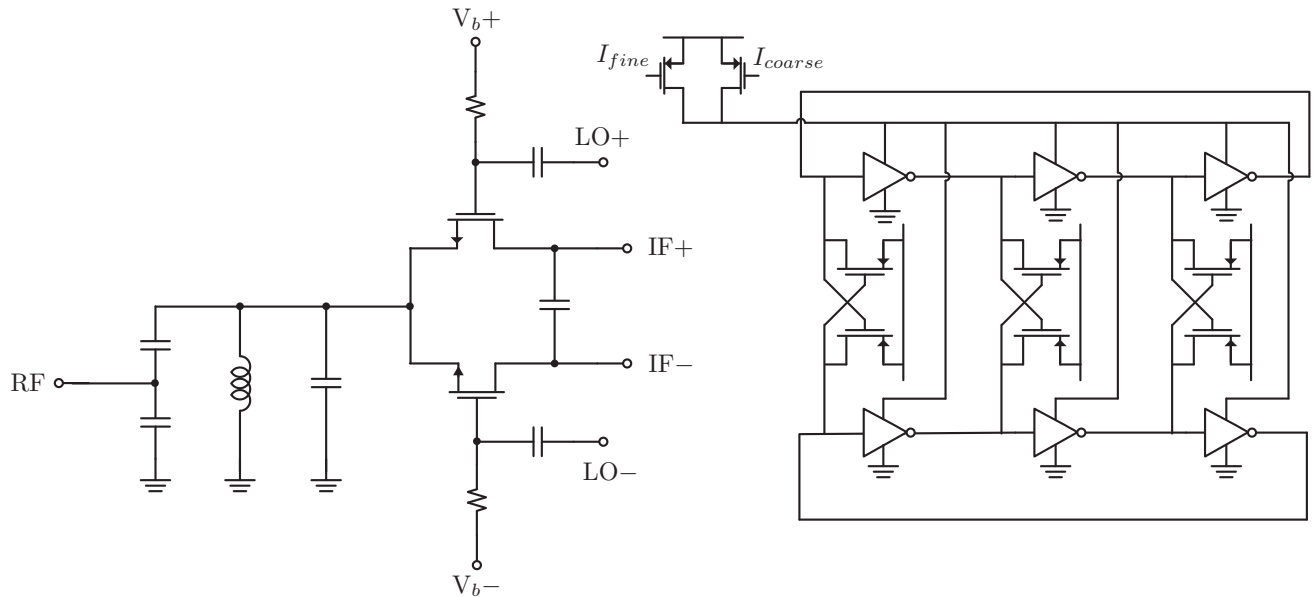 V_b+
I_fine
I_coarse
LO+
IF+
RF
IF−
LO−
V_b−